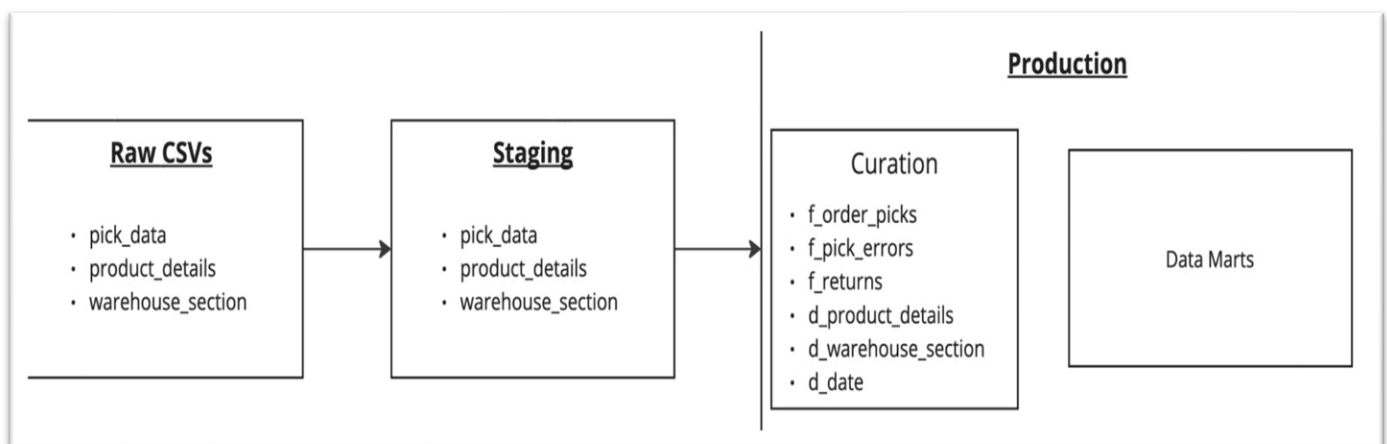 Raw CSVs
• pick_data
• product_details
• warehouse_section
Staging
• pick_data
• product_details
• warehouse_section
Production
Curation
• f_order_picks
• f_pick_errors
• f_returns
• d_product_details
• d_warehouse_section
• d_date
Data Marts